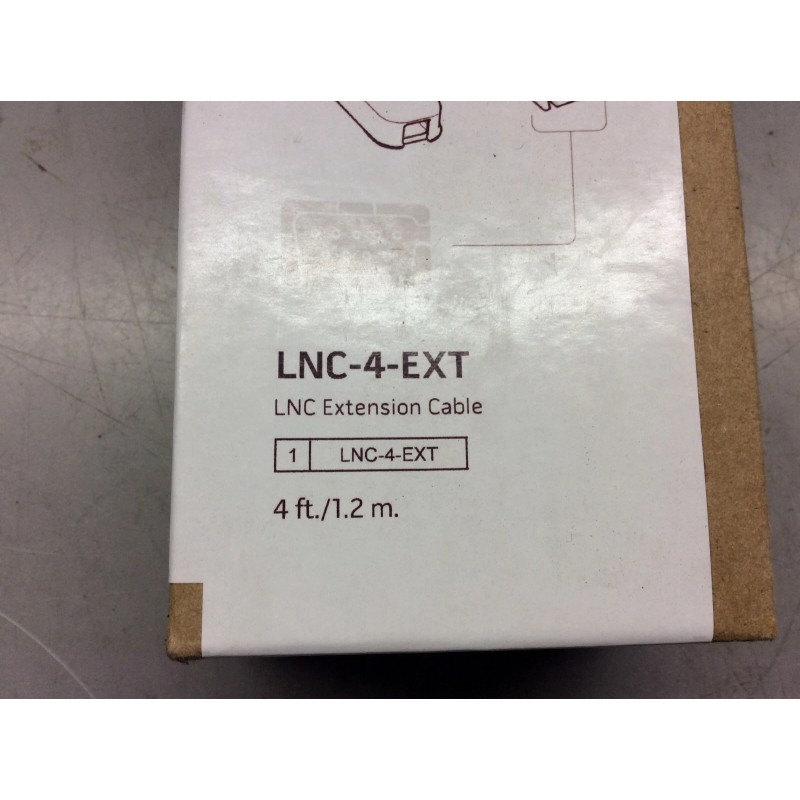 LNC-4-EXT
LNC Extension Cable
1 LNC-4-EXT
4 ft./1.2 m.